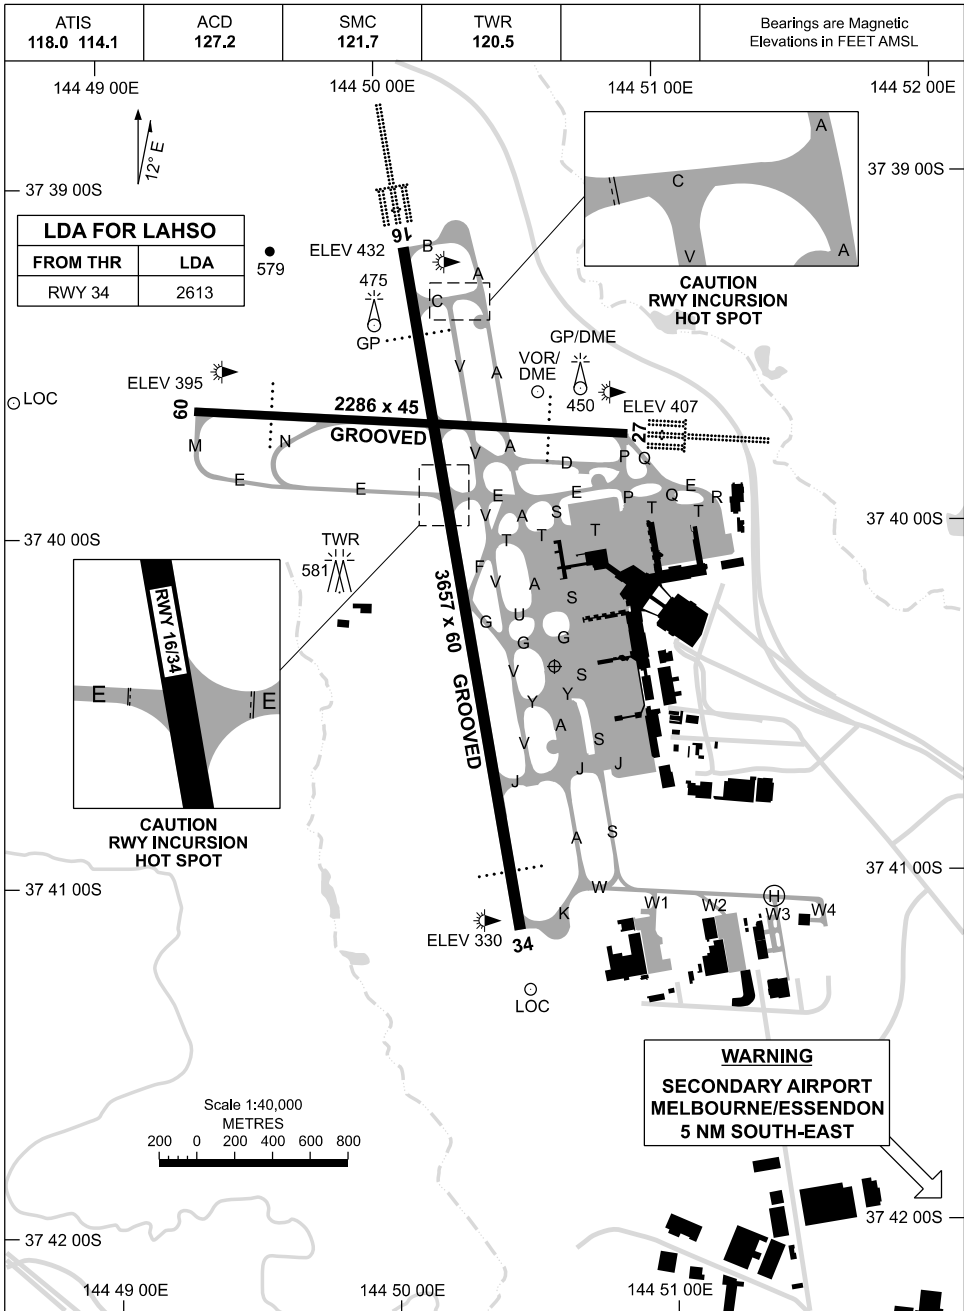 ATIS
118.0 114.1
ACD
127.2
SMC
121.7
TWR
120.5
Bearings are Magnetic
Elevations in FEET AMSL
144 49 00E
144 50 00E
144 51 00E
144 52 00E
12° E
37 39 00S
37 39 00S
LDA FOR LAHSO
FROM THR LDA
RWY 34 2613
579
16
ELEV 432
B
A
475
C
GP
A
C
V
A
CAUTION
RWY INCURSION
HOT SPOT
V
A
GP/DME
VOR/
DME
450
ELEV 395
LOC
09
2286 x 45
GROOVED
ELEV 407
27
M
N
V
A
D
P
Q
E
E
E
E
P
Q
E
R
V
A
S
T
T
T
T
T
37 40 00S
37 40 00S
TWR
581
F
V
A
S
G
U
G
G
V
S
Y
Y
A
V
S
J
J
J
3657 x 60 GROOVED
RWY 16/34
E
E
CAUTION
RWY INCURSION
HOT SPOT
A
S
37 41 00S
37 41 00S
W
K
W1
W2
H
W3
W4
ELEV 330
34
LOC
WARNING
SECONDARY AIRPORT
MELBOURNE/ESSENDON
5 NM SOUTH-EAST
Scale 1:40,000
METRES
200 0 200 400 600 800
37 42 00S
37 42 00S
144 49 00E
144 50 00E
144 51 00E